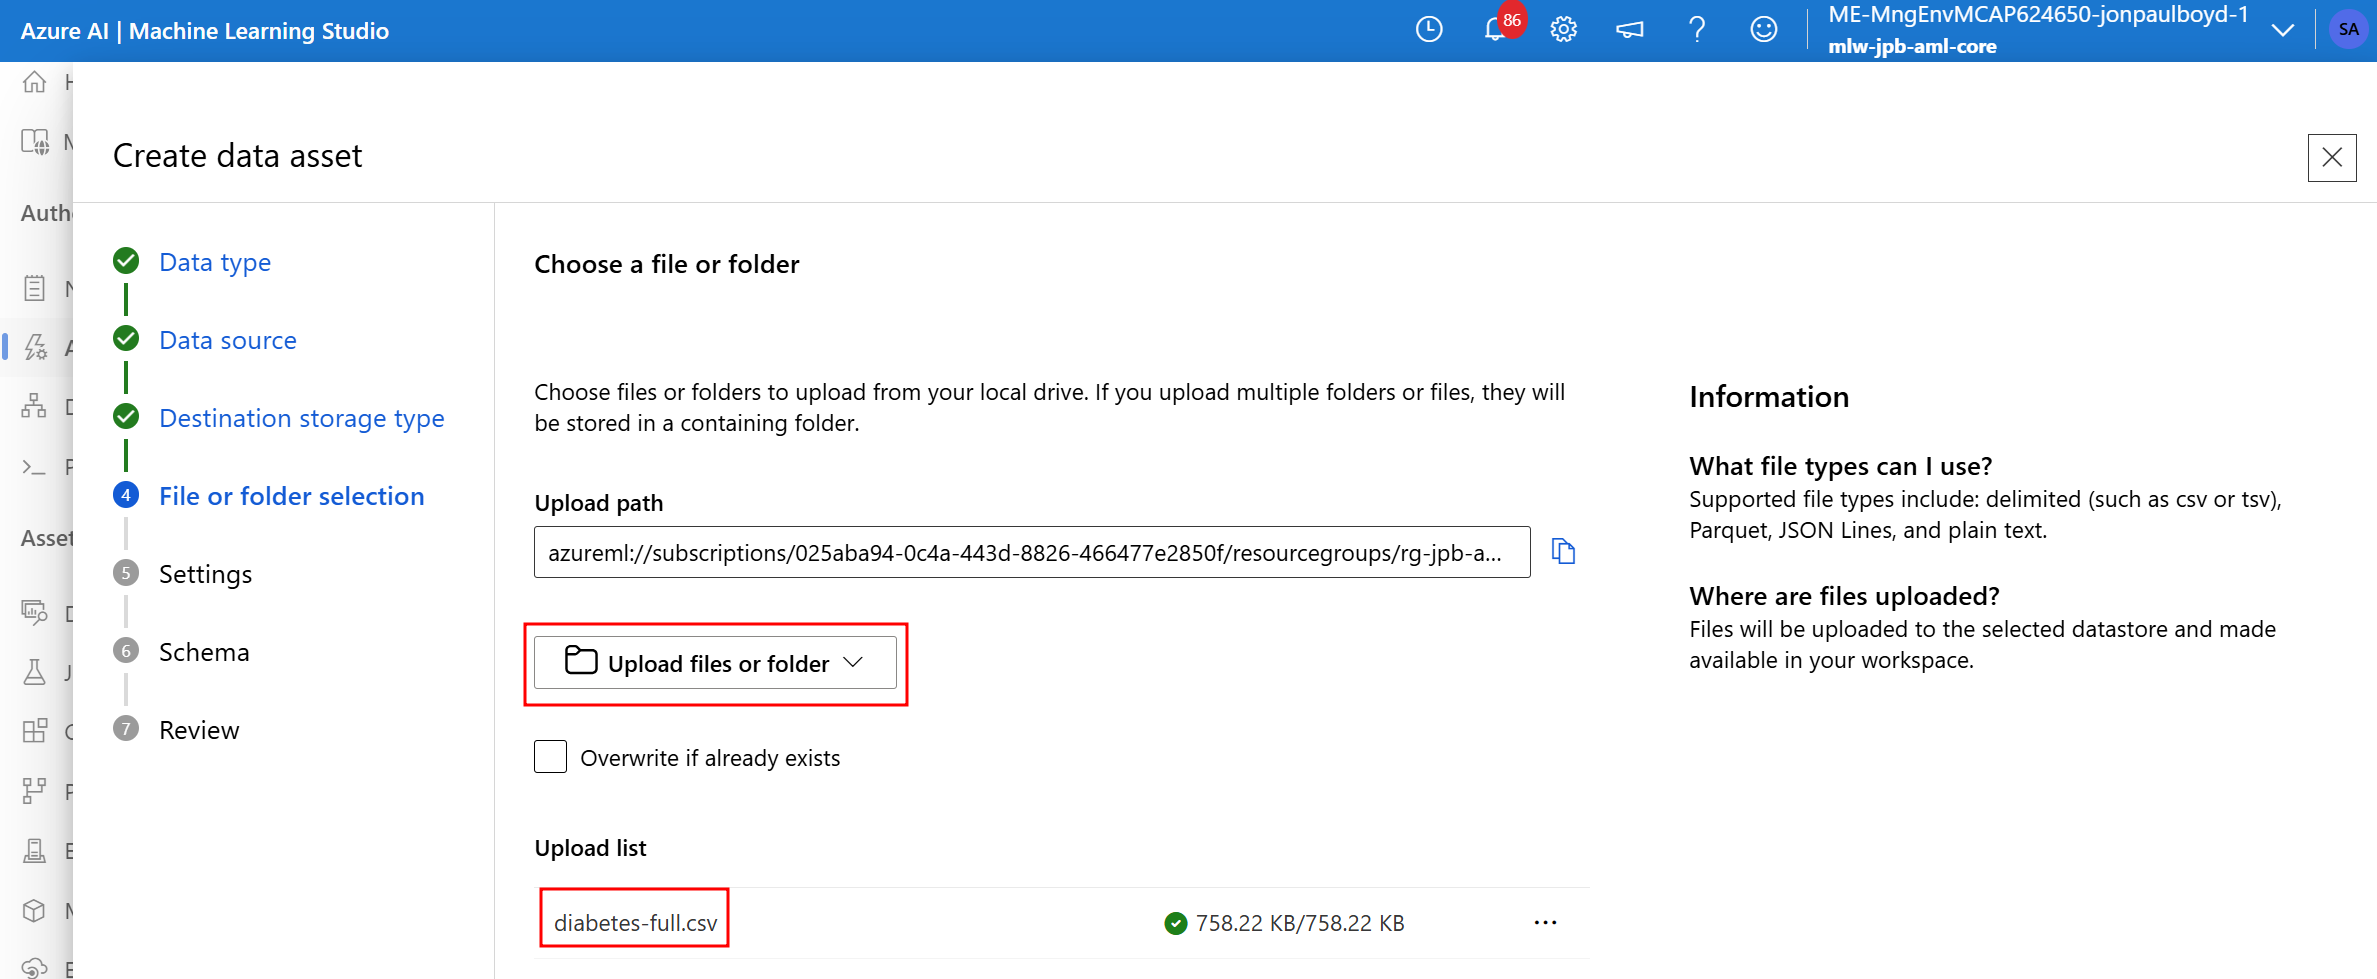 Azure AI | Machine Learning Studio
86
ME-MngEnvMCAP624650-jonpaulboyd-1
mlw-jpb-aml-core
SA
Create data asset
Data type
Data source
Destination storage type
4 File or folder selection
5 Settings
6 Schema
7 Review
Choose a file or folder
Choose files or folders to upload from your local drive. If you upload multiple folders or files, they will
be stored in a containing folder.
Upload path
azureml://subscriptions/025aba94-0c4a-443d-8826-466477e2850f/resourcegroups/rg-jpb-a...
Upload files or folder
Overwrite if already exists
Upload list
diabetes-full.csv
758.22 KB/758.22 KB
Information
What file types can I use?
Supported file types include: delimited (such as csv or tsv),
Parquet, JSON Lines, and plain text.
Where are files uploaded?
Files will be uploaded to the selected datastore and made
available in your workspace.